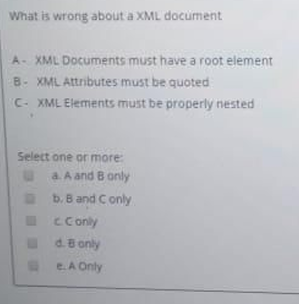 What is wrong about a XML document
A - XML Documents must have a root element
B - XML Attributes must be quoted
C - XML Elements must be properly nested
Select one or more:
a. A and B only
b. B and C only
c. C only
d. B only
e. A Only